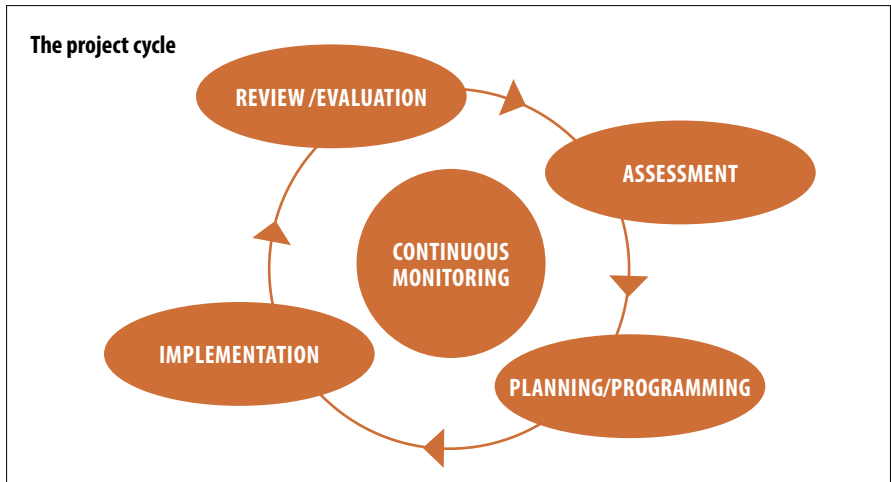 The project cycle
REVIEW /EVALUATION
ASSESSMENT
CONTINUOUS
MONITORING
IMPLEMENTATION
PLANNING/PROGRAMMING